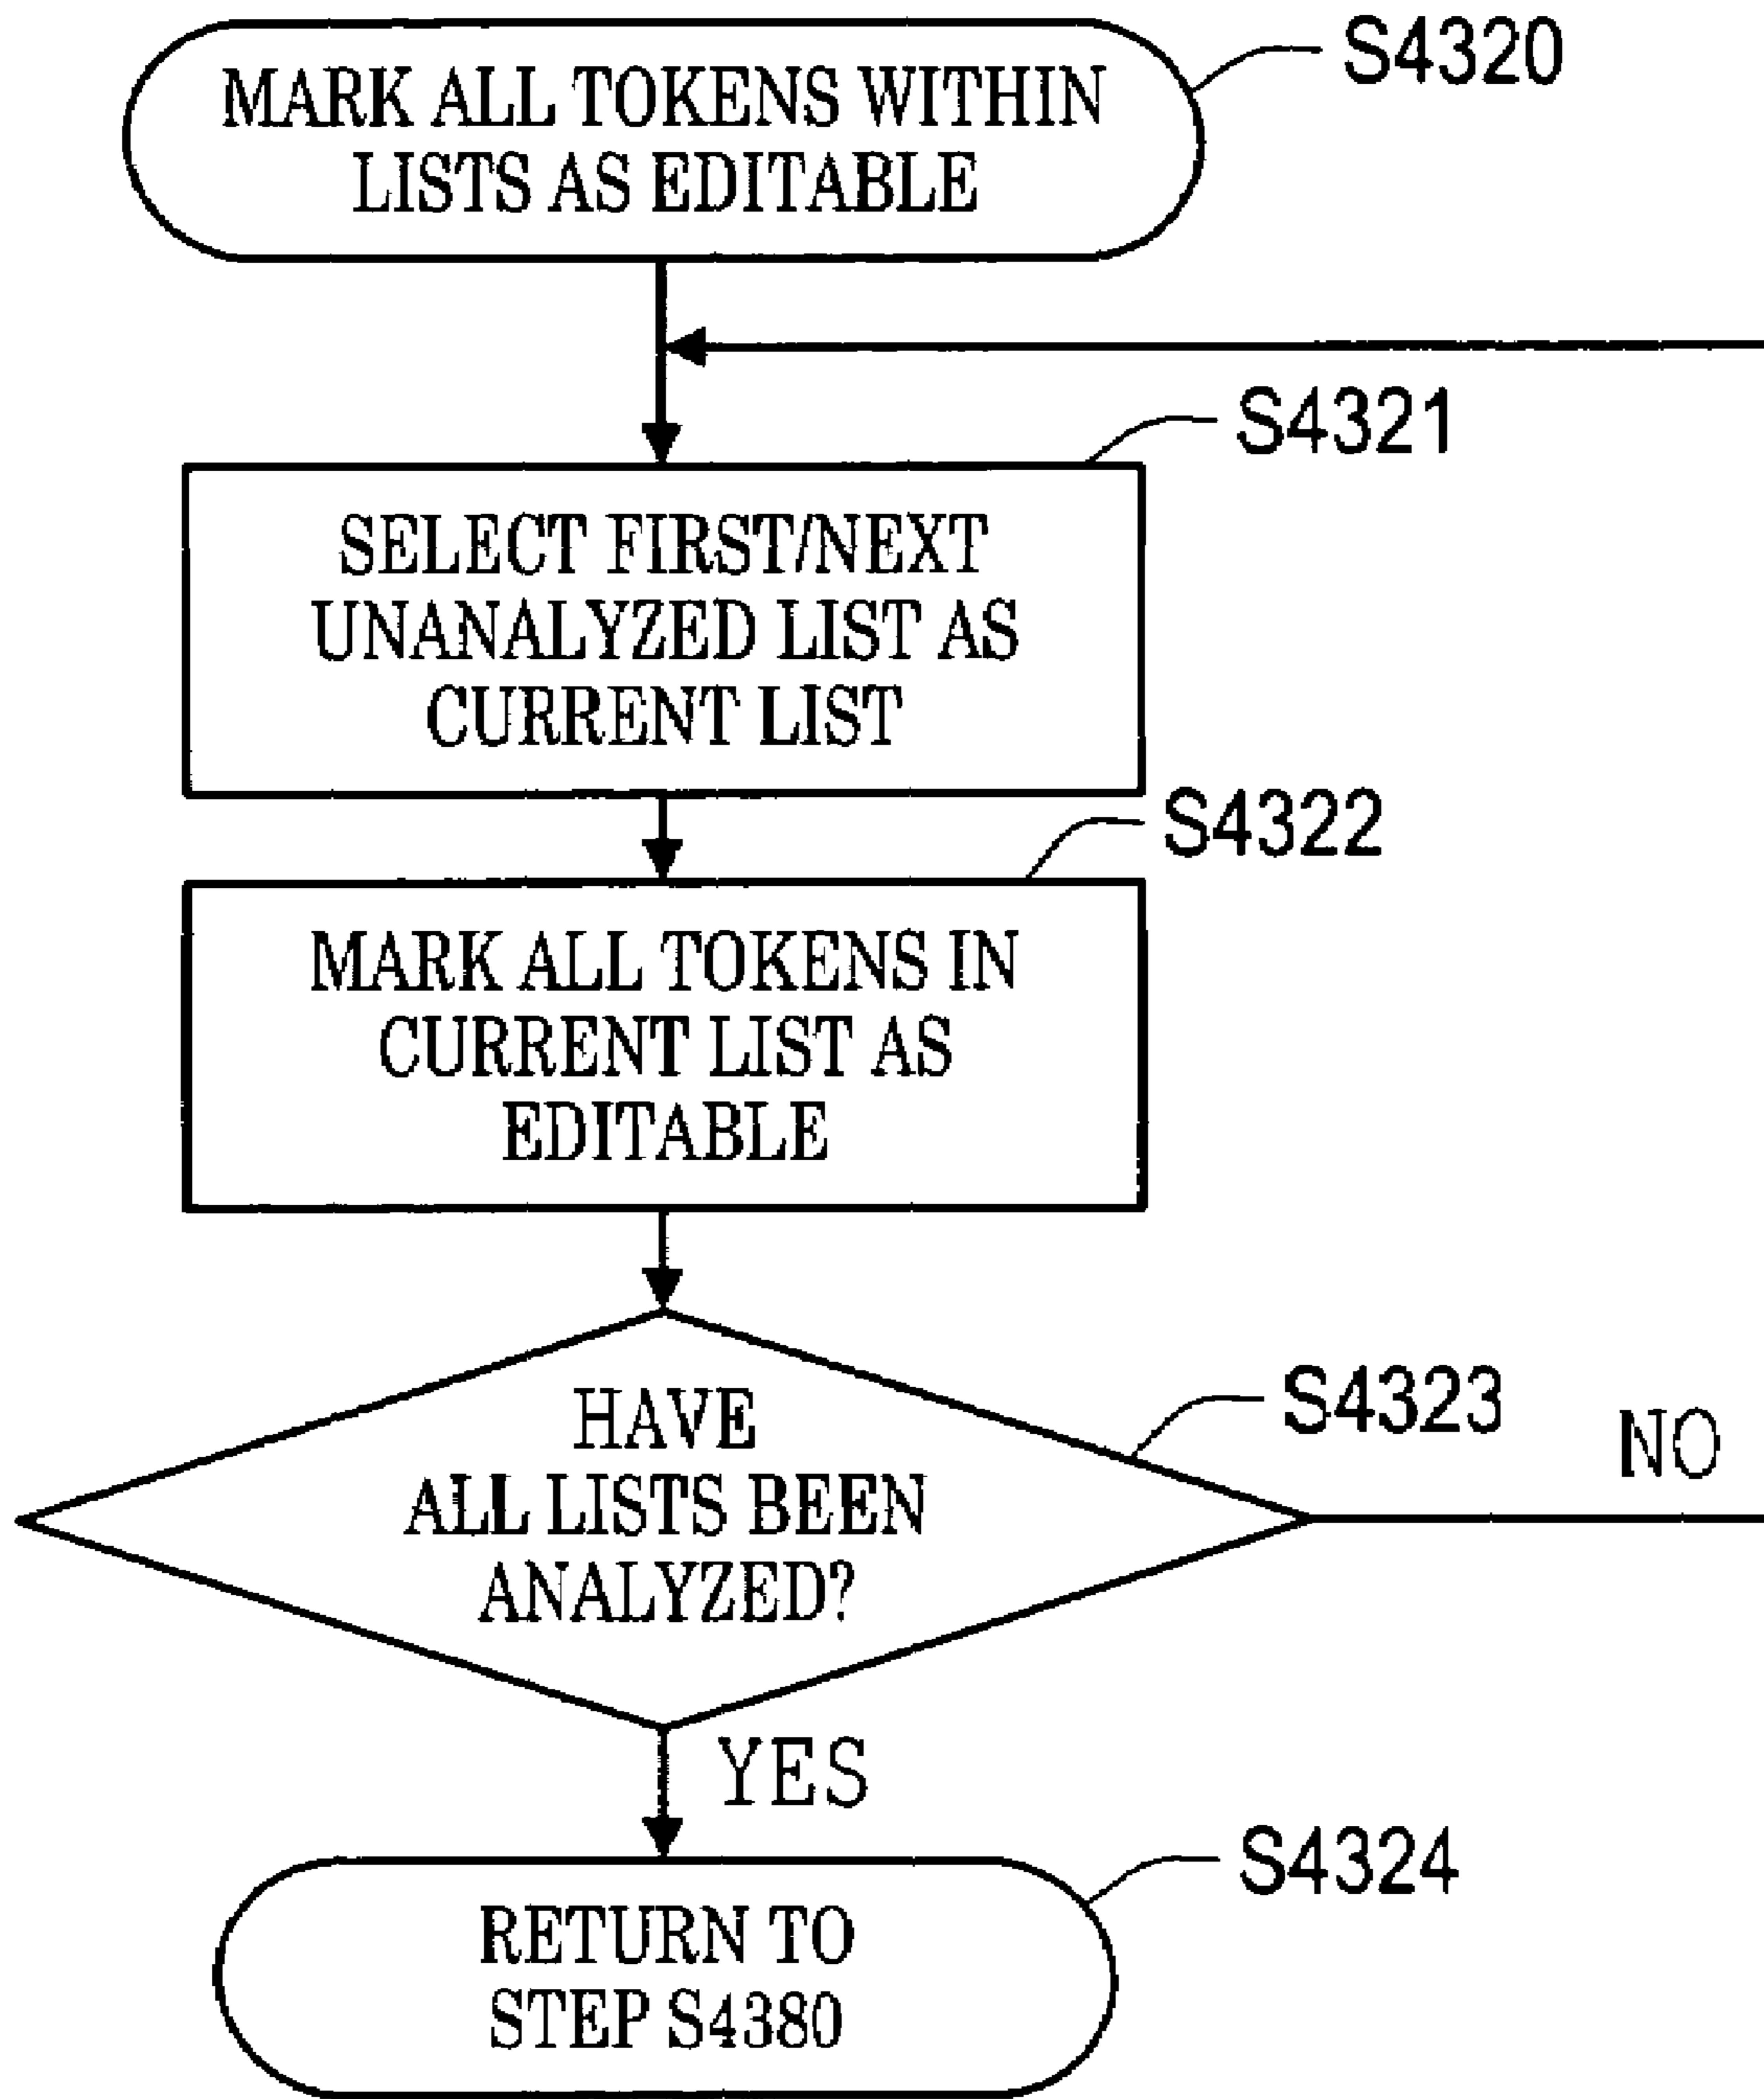 MARK ALL TOKENS WITHIN
LISTS AS EDITABLE
S4320
S4321
SELECT FIRST/NEXT
UNANALYZED LIST AS
CURRENT LIST
S4322
MARK ALL TOKENS IN
CURRENT LIST AS
EDITABLE
S4323
HAVE
ALL LISTS BEEN
ANALYZED?
NO
YES
S4324
RETURN TO
STEP S4380